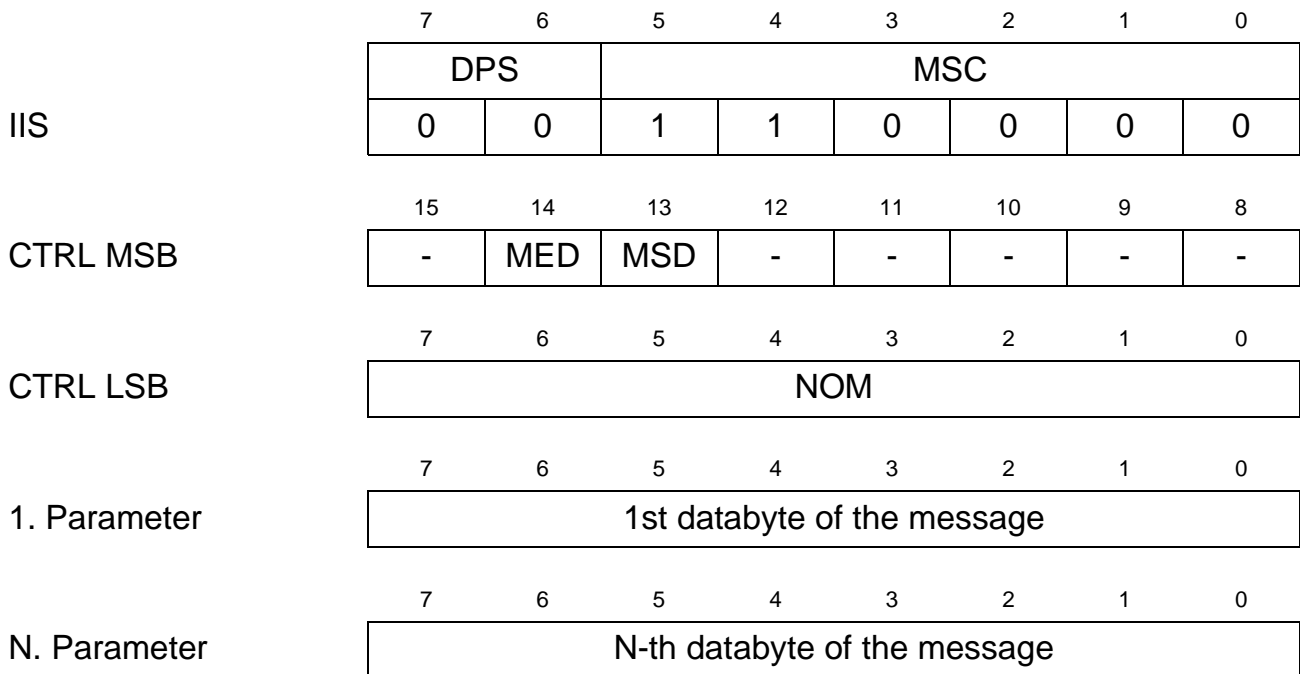 7 6 5 4 3 2 1 0
DPS MSC
IIS 0 0 1 1 0 0 0 0
15 14 13 12 11 10 9 8
CTRL MSB - MED MSD - - - - -
7 6 5 4 3 2 1 0
CTRL LSB NOM
7 6 5 4 3 2 1 0
1. Parameter 1st databyte of the message
7 6 5 4 3 2 1 0
N. Parameter N-th databyte of the message